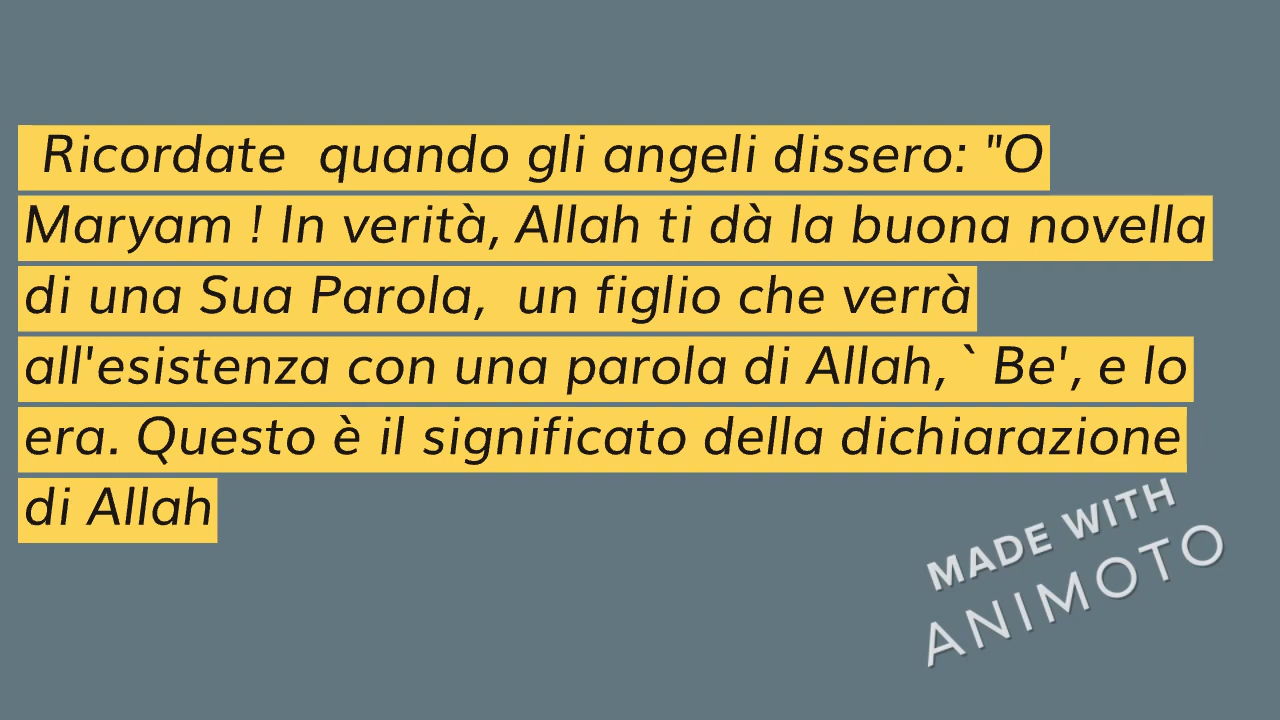 Ricordate  quando gli angeli dissero: "O
Maryam ! In verità, Allah ti dà la buona novella
di una Sua Parola,  un figlio che verrà
all'esistenza con una parola di Allah, ` Be', e lo
era. Questo è il significato della dichiarazione
di Allah
MADE WITH
ANIMOTO